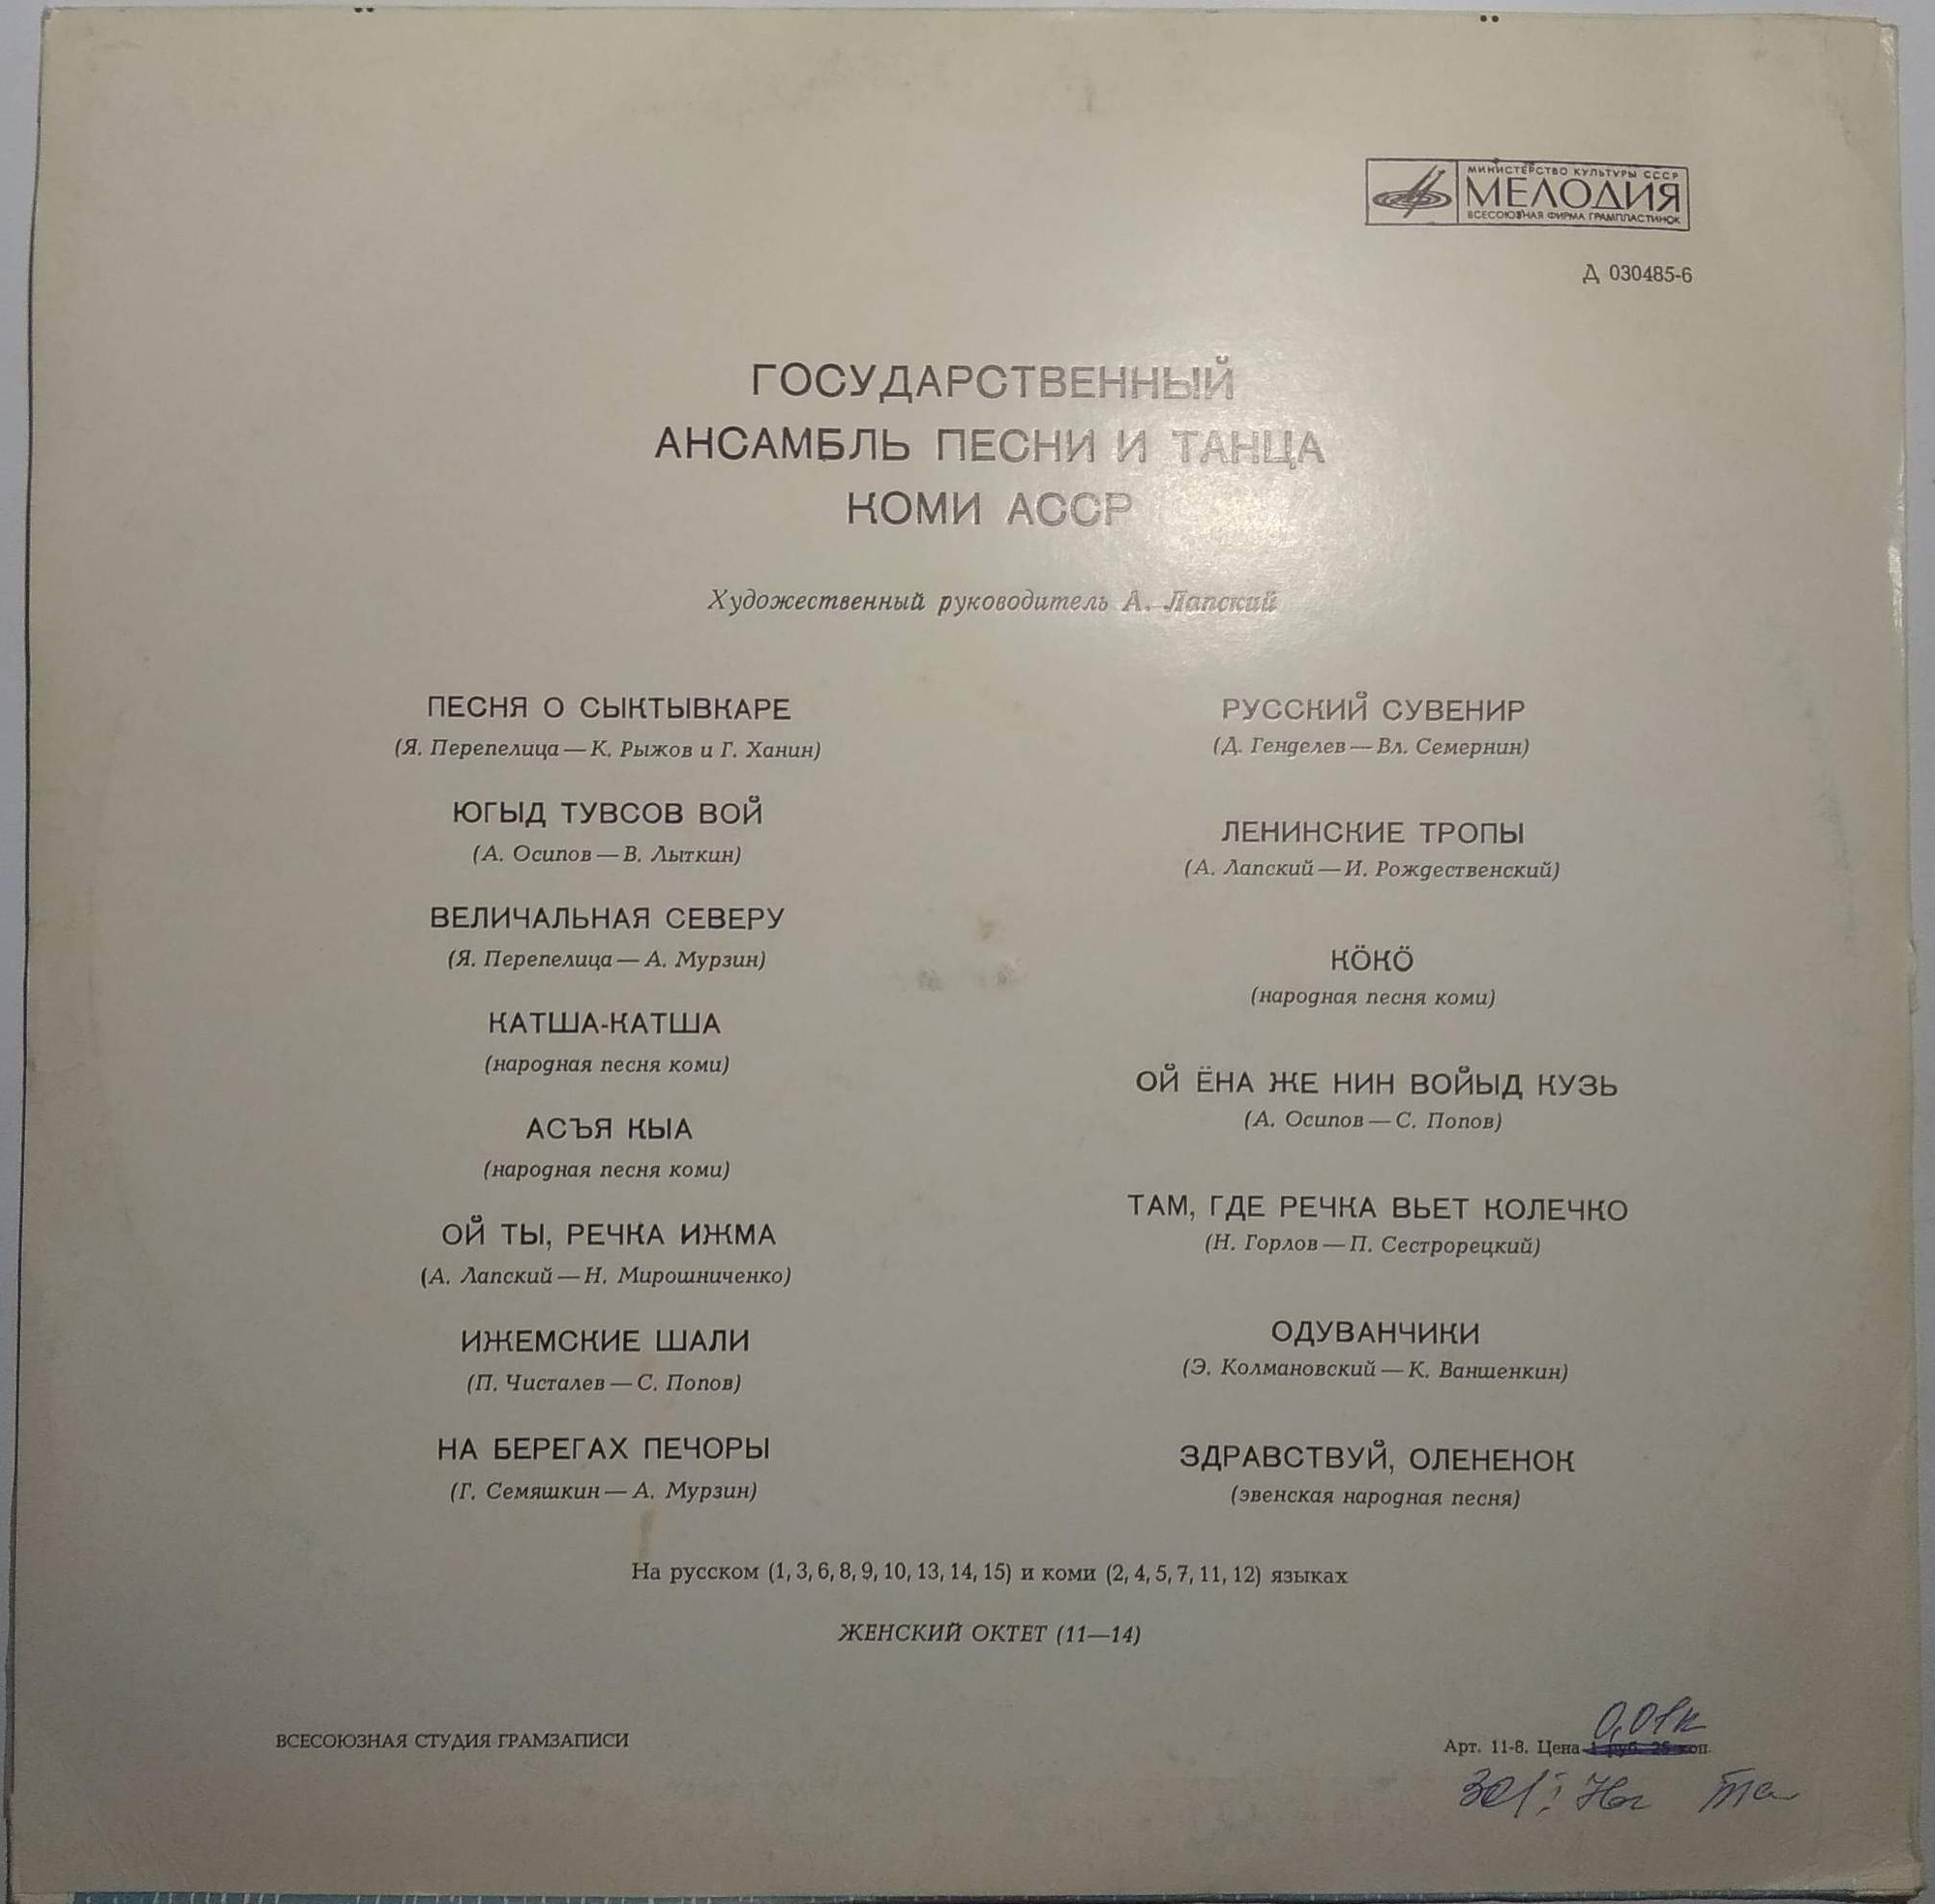 МИНИСТЕРСТВО КУЛЬТУРЫ СССР
МЕЛОДИЯ
ВСЕСОЮЗНАЯ ФИРМА ГРАМПЛАСТИНОК
Д 030485-6
ГОСУДАРСТВЕННЫЙ
АНСАМБЛЬ ПЕСНИ И ТАНЦА
КОМИ АССР
Художественный руководитель А. Лапский
ПЕСНЯ О СЫКТЫВКАРЕ
(Я. Перепелица — К. Рыжов и Г. Ханин)
ЮГЫД ТУВСОВ ВОЙ
(А. Осипов — В. Лыткин)
ВЕЛИЧАЛЬНАЯ СЕВЕРУ
(Я. Перепелица — А. Мурзин)
КАТША-КАТША
(народная песня коми)
АСЪЯ КЫА
(народная песня коми)
ОЙ ТЫ, РЕЧКА ИЖМА
(А. Лапский — Н. Мирошниченко)
ИЖЕМСКИЕ ШАЛИ
(П. Чисталев — С. Попов)
НА БЕРЕГАХ ПЕЧОРЫ
(Г. Семяшкин — А. Мурзин)
РУССКИЙ СУВЕНИР
(Д. Генделев — Вл. Семернин)
ЛЕНИНСКИЕ ТРОПЫ
(А. Лапский — И. Рождественский)
КÖКÖ
(народная песня коми)
ОЙ ЁНА ЖЕ НИН ВОЙЫД КУЗЬ
(А. Осипов — С. Попов)
ТАМ, ГДЕ РЕЧКА ВЬЕТ КОЛЕЧКО
(Н. Горлов — П. Сестрорецкий)
ОДУВАНЧИКИ
(Э. Колмановский — К. Ваншенкин)
ЗДРАВСТВУЙ, ОЛЕНЕНОК
(эвенская народная песня)
На русском (1, 3, 6, 8, 9, 10, 13, 14, 15) и коми (2, 4, 5, 7, 11, 12) языках
ЖЕНСКИЙ ОКТЕТ (11—14)
ВСЕСОЮЗНАЯ СТУДИЯ ГРАМЗАПИСИ
0,01к
Арт. 11-8. Цена 1 руб. 25 коп.